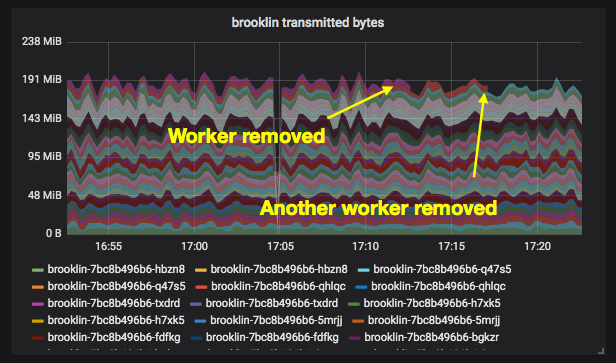 brooklin transmitted bytes
238 MiB
191 MiB
143 MiB
Worker removed
95 MiB
48 MiB
Another worker removed
0 B
16:55 17:00 17:05 17:10 17:15 17:20
brooklin-7bc8b496b6-hbzn8 brooklin-7bc8b496b6-hbzn8 brooklin-7bc8b496b6-q47s5
brooklin-7bc8b496b6-q47s5 brooklin-7bc8b496b6-qhlqc brooklin-7bc8b496b6-qhlqc
brooklin-7bc8b496b6-txdrd brooklin-7bc8b496b6-txdrd brooklin-7bc8b496b6-h7xk5
brooklin-7bc8b496b6-h7xk5 brooklin-7bc8b496b6-5mrjj brooklin-7bc8b496b6-5mrjj
brooklin-7bc8b496b6-fdfkg brooklin-7bc8b496b6-fdfkg brooklin-7bc8b496b6-bgkzr